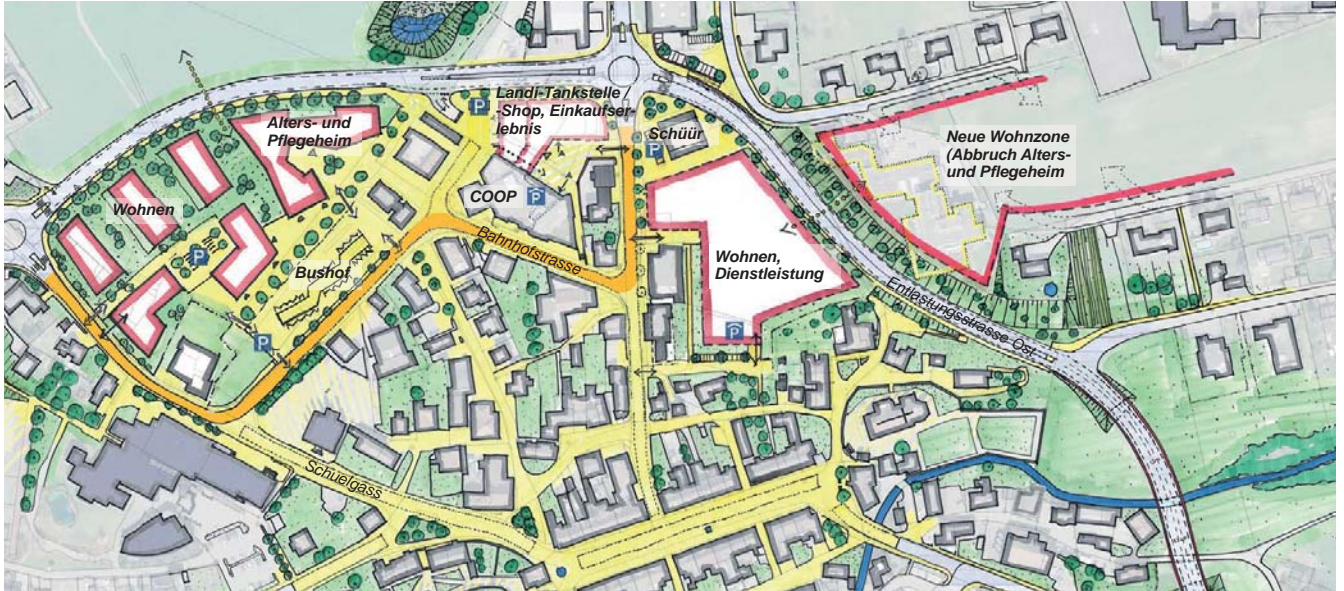 Landi-Tankstelle /
-Shop, Einkaufser-
lebnis
P
Alters- und
Pflegeheim
Schüür
P
Neue Wohnzone
(Abbruch Alters-
und Pflegeheim
COOP
P
Wohnen
Bahnhofstrasse
P
Bushof
Wohnen,
Dienstleistung
Entlastungsstrasse Ost
P
P
Schuelgass